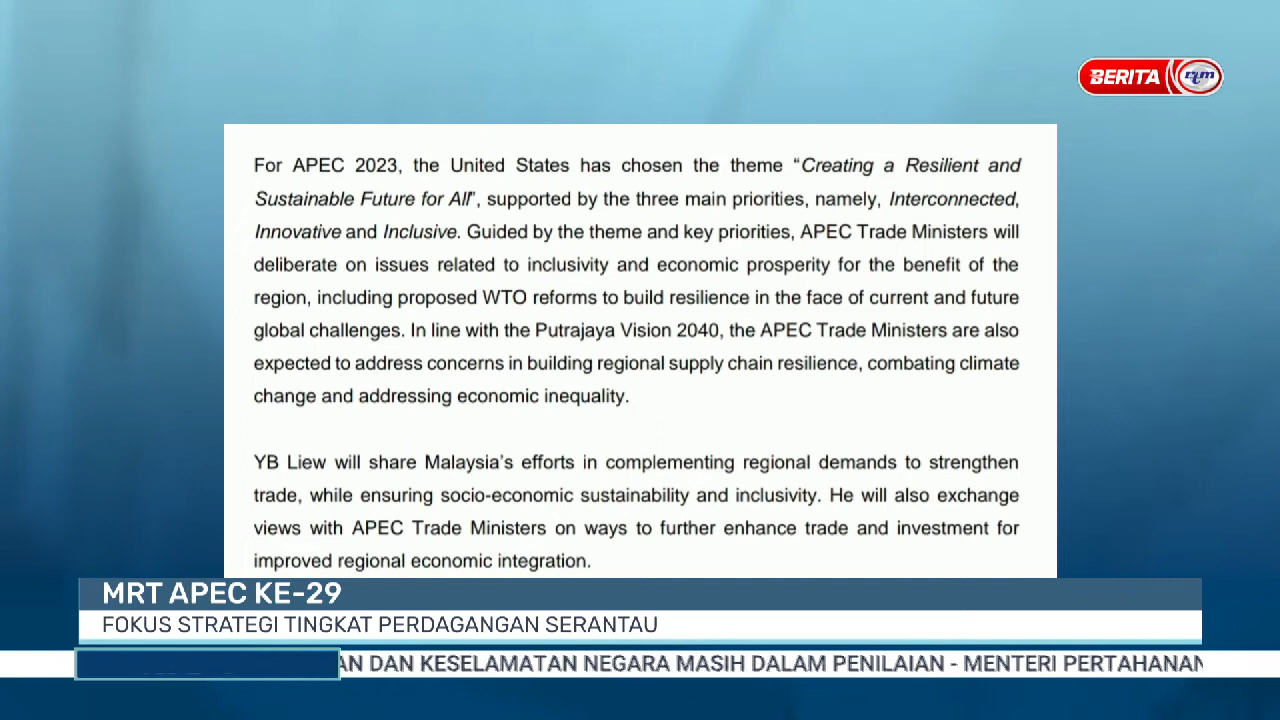 BERITA rtm
For APEC 2023, the United States has chosen the theme “Creating a Resilient and
Sustainable Future for All”, supported by the three main priorities, namely, Interconnected,
Innovative and Inclusive. Guided by the theme and key priorities, APEC Trade Ministers will
deliberate on issues related to inclusivity and economic prosperity for the benefit of the
region, including proposed WTO reforms to build resilience in the face of current and future
global challenges. In line with the Putrajaya Vision 2040, the APEC Trade Ministers are also
expected to address concerns in building regional supply chain resilience, combating climate
change and addressing economic inequality.
YB Liew will share Malaysia’s efforts in complementing regional demands to strengthen
trade, while ensuring socio-economic sustainability and inclusivity. He will also exchange
views with APEC Trade Ministers on ways to further enhance trade and investment for
improved regional economic integration.
MRT APEC KE-29
FOKUS STRATEGI TINGKAT PERDAGANGAN SERANTAU
AN DAN KESELAMATAN NEGARA MASIH DALAM PENILAIAN - MENTERI PERTAHANAN